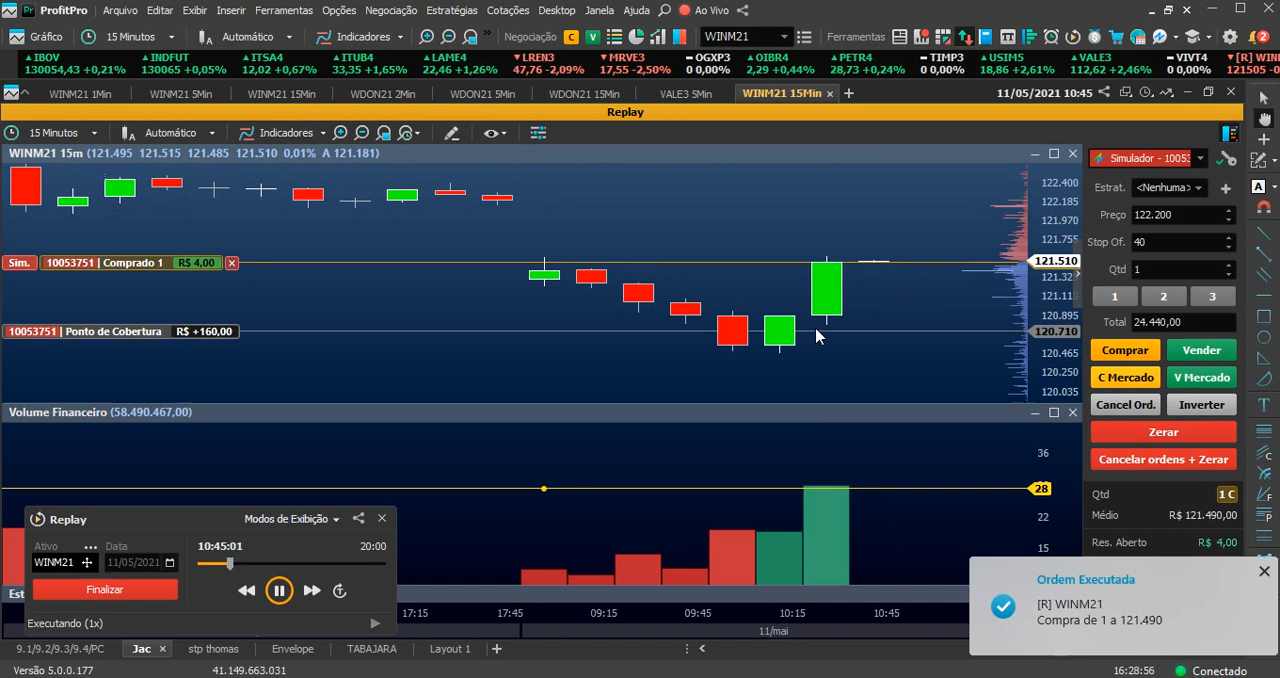 ProfitPro Arquivo Editar Exibir Inserir Ferramentas Opções Negociação Estratégias Cotações Desktop Janela Ajuda Ao Vivo
Gráfico 15 Minutos Automático Indicadores Negociação C V WINM21 Ferramentas 2
IBOV INDFUT ITSA4 ITUB4 LAME4 LREN3 MRVE3 OGXP3 OIBR4 PETR4 TIMP3 USIM5 VALE3 VIVT4 [R] WINM21
130054,43 +0,21% 130065 +0,05% 12,02 +0,67% 33,35 +1,65% 22,46 +1,26% 47,76 -2,09% 17,55 -2,50% 0,00 0,00% 2,29 +0,44% 28,73 +0,24% 0,00 0,00% 18,86 +2,61% 112,62 +2,46% 0,00 0,00% 121505 -0
WINM21 1Min WINM21 5Min WINM21 15Min WDON21 2Min WDON21 5Min WDON21 15Min VALE3 5Min WINM21 15Min 11/05/2021 10:45
Replay
15 Minutos Automático Indicadores
WINM21 15m (121.495 121.515 121.485 121.510 0,01% A 121.181)
Simulador - 10053
122.400
122.185
121.970
121.755
121.510
121.32
121.11
120.895
120.710
120.465
120.250
120.035
Sim. 10053751 | Comprado 1 R$ 4,00
10053751 | Ponto de Cobertura R$ +160,00
Estrat. <Nenhuma>
Preço 122.200
Stop Of. 40
Qtd 1
1 2 3
Total 24.440,00
Comprar Vender
C Mercado V Mercado
Cancel Ord. Inverter
Zerar
Cancelar ordens + Zerar
Qtd 1 C
Médio R$ 121.490,00
Res. Aberto R$ 4,00
A
T
Volume Financeiro (58.490.467,00)
36
28
22
15
Replay Modos de Exibição
Ativo Data 10:45:01 20:00
WINM21 11/05/2021
Finalizar
Executando (1x)
Est
17:15 17:45 09:15 09:45 10:15 10:45
11/mai
Ordem Executada
[R] WINM21
Compra de 1 a 121.490
9.1/9.2/9.3/9.4/PC Jac stp thomas Envelope TABAJARA Layout 1
Versão 5.0.0.177 41.149.663.031 16:28:56 Conectado